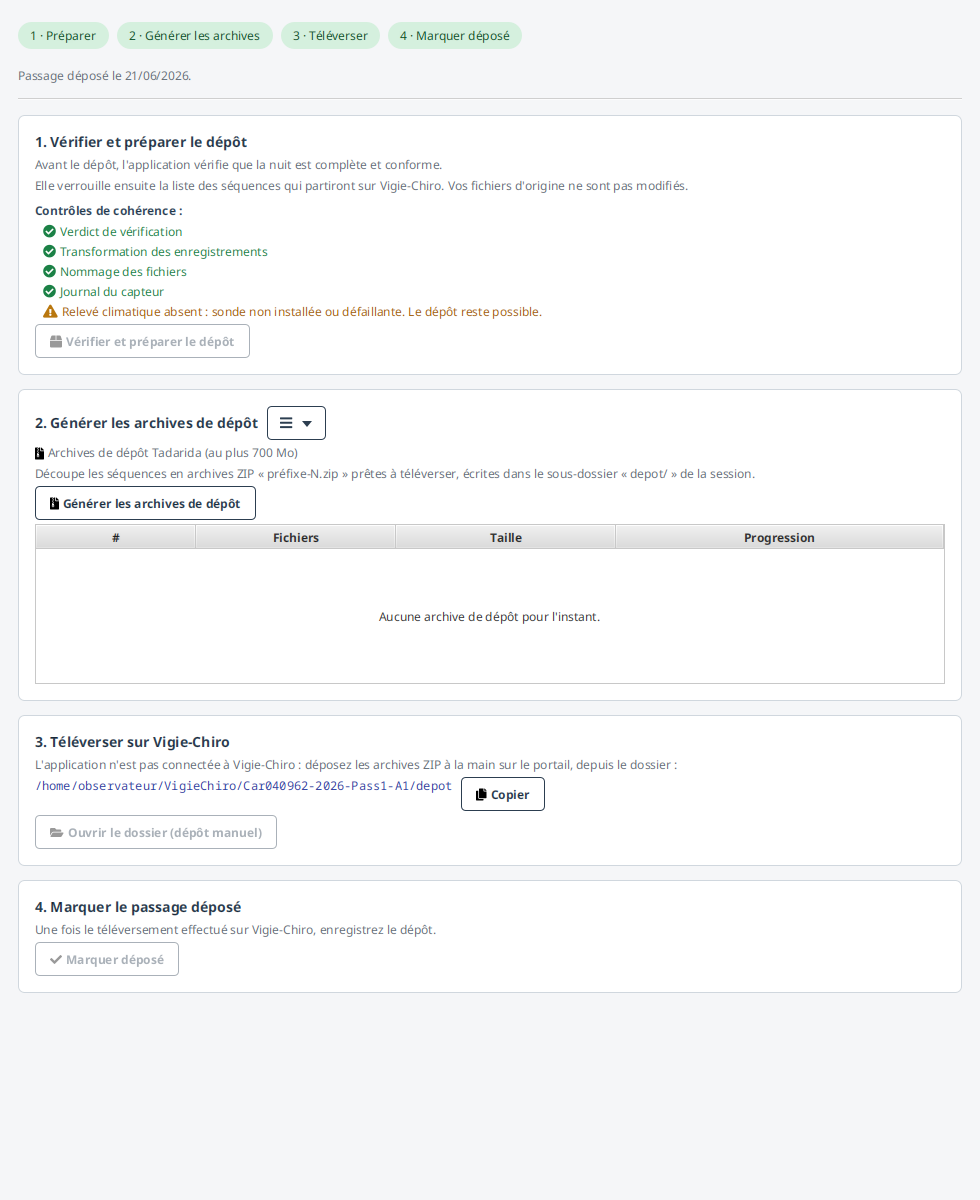 1 · Préparer
2 · Générer les archives
3 · Téléverser
4 · Marquer déposé
Passage déposé le 21/06/2026.
1. Vérifier et préparer le dépôt
Avant le dépôt, l'application vérifie que la nuit est complète et conforme.
Elle verrouille ensuite la liste des séquences qui partiront sur Vigie-Chiro. Vos fichiers d'origine ne sont pas modifiés.
Contrôles de cohérence :
Verdict de vérification
Transformation des enregistrements
Nommage des fichiers
Journal du capteur
Relevé climatique absent : sonde non installée ou défaillante. Le dépôt reste possible.
Vérifier et préparer le dépôt
2. Générer les archives de dépôt
Archives de dépôt Tadarida (au plus 700 Mo)
Découpe les séquences en archives ZIP « préfixe-N.zip » prêtes à téléverser, écrites dans le sous-dossier « depot/ » de la session.
Générer les archives de dépôt
# Fichiers Taille Progression
Aucune archive de dépôt pour l'instant.
3. Téléverser sur Vigie-Chiro
L'application n'est pas connectée à Vigie-Chiro : déposez les archives ZIP à la main sur le portail, depuis le dossier :
/home/observateur/VigieChiro/Car040962-2026-Pass1-A1/depot
Copier
Ouvrir le dossier (dépôt manuel)
4. Marquer le passage déposé
Une fois le téléversement effectué sur Vigie-Chiro, enregistrez le dépôt.
Marquer déposé